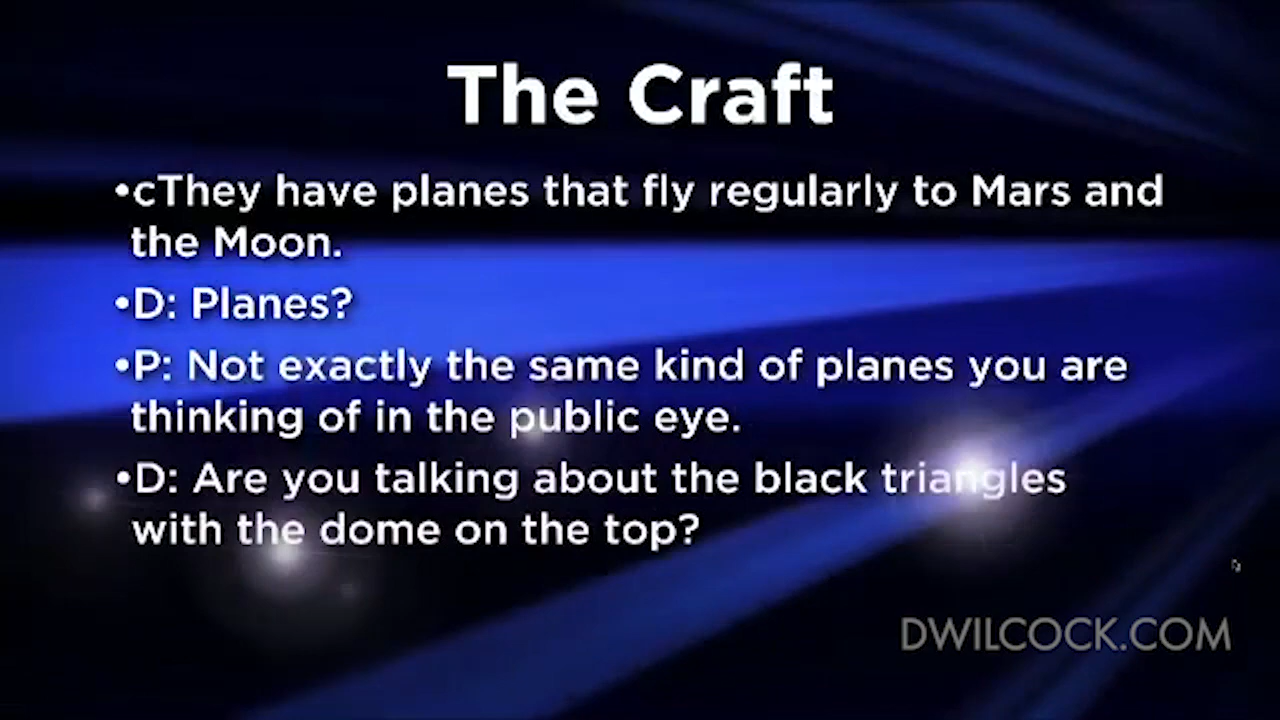 The Craft
•cThey have planes that fly regularly to Mars and
the Moon.
•D: Planes?
•P: Not exactly the same kind of planes you are
thinking of in the public eye.
•D: Are you talking about the black triangles
with the dome on the top?
DWILCOCK.COM